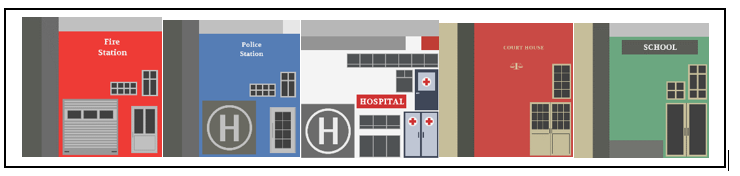 Fire
Station
Police
Station
H
HOSPITAL
H
COURT HOUSE
SCHOOL